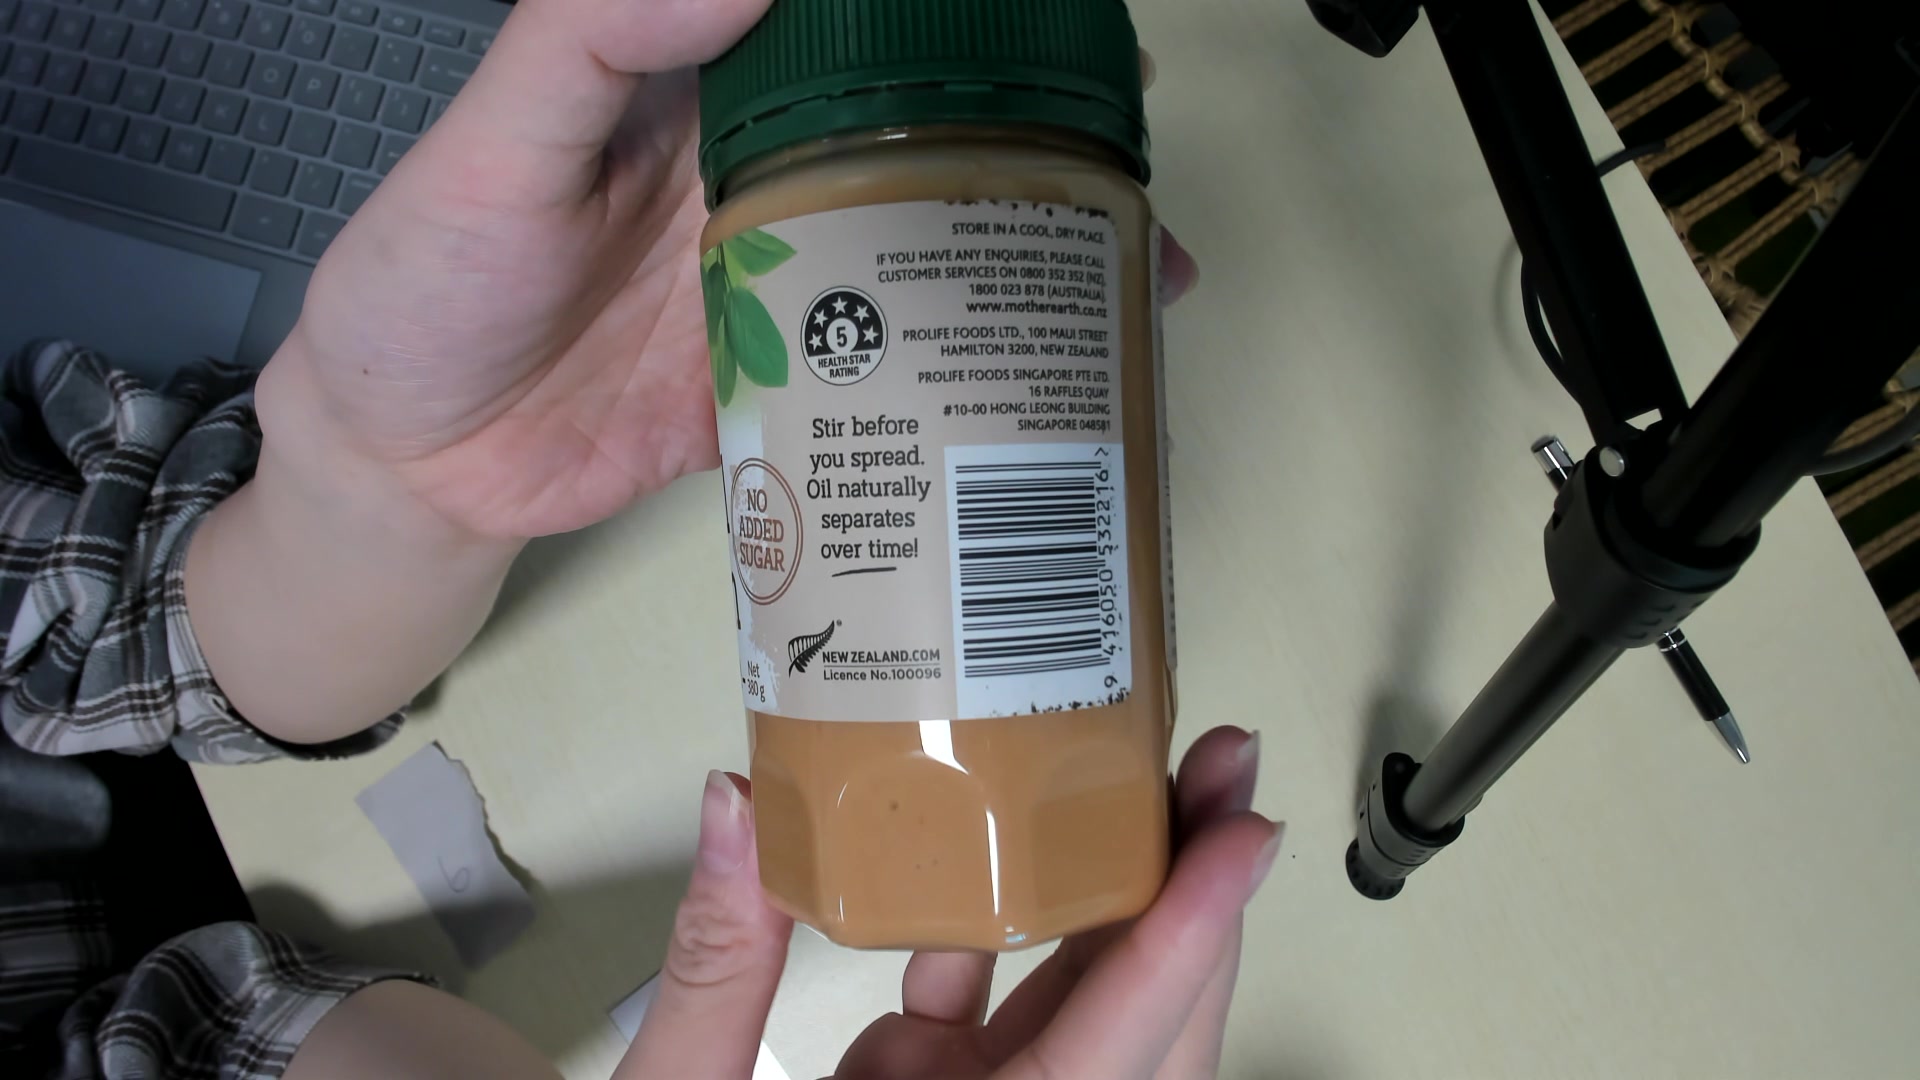 STORE IN A COOL, DRY PLACE.
IF YOU HAVE ANY ENQUIRIES, PLEASE CALL
CUSTOMER SERVICES ON 0800 352 352 (NZ),
1800 023 878 (AUSTRALIA).
www.motherearth.co.nz
PROLIFE FOODS LTD., 100 MAUI STREET
HAMILTON 3200, NEW ZEALAND
PROLIFE FOODS SINGAPORE PTE LTD.
16 RAFFLES QUAY
#10-00 HONG LEONG BUILDING
SINGAPORE 048581
5
HEALTH STAR
RATING
Stir before
you spread.
Oil naturally
separates
over time!
NO
ADDED
SUGAR
NEWZEALAND.COM
Licence No.100096
Net
380 g
9 416050 532216 >
6